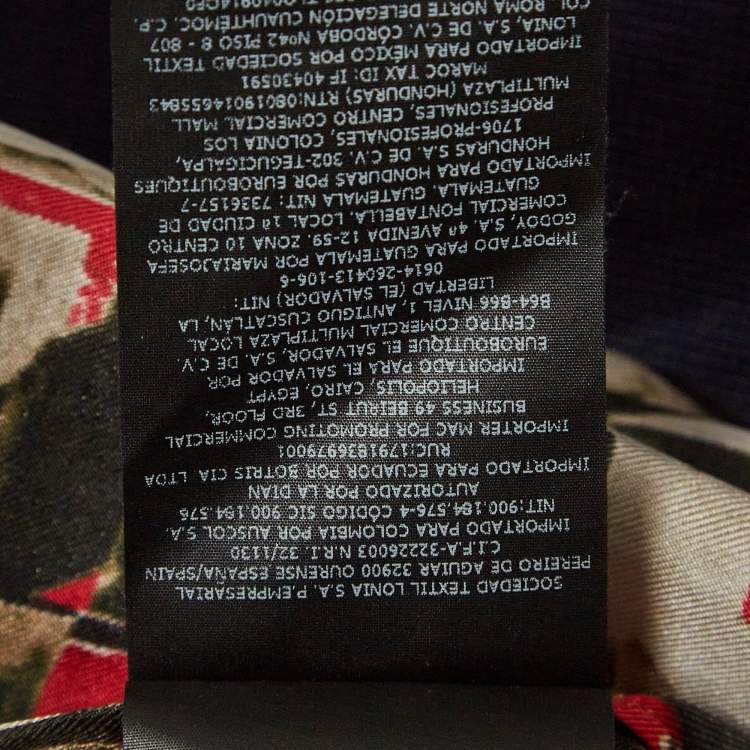 SOCIEDAD TEXTIL LONIA S.A. P.EMPRESARIAL
PEREIRO DE AGUIAR 32900 OURENSE ESPAÑA/SPAIN
C.I.F.A-32226003 N.R.I. 32/1130
IMPORTADO PARA COLOMBIA POR AUSCOL S.A.
NIT:900.184.576-4 CÓDIGO SIC 900.184.576
AUTORIZADO POR LA DIAN
IMPORTADO PARA ECUADOR POR BOTRIS CIA LTDA
RUC:1791836979001
IMPORTER MAC FOR PROMOTING COMMERCIAL
BUSINESS 49 BEIRUT ST, 3RD FLOOR,
HELIOPOLIS, CAIRO, EGYPT
IMPORTADO PARA EL SALVADOR POR
EUROBOUTIQUE EL SALVADOR, S.A. DE C.V.
CENTRO COMERCIAL MULTIPLAZA LOCAL
B64-B66 NIVEL 1, ANTIGUO CUSCATLÁN, LA
LIBERTAD (EL SALVADOR) NIT:
0614-260413-106-6
IMPORTADO PARA GUATEMALA POR MARIAJOSEFA
GODOY, S.A. 4ª AVENIDA 12-59, ZONA 10 CENTRO
COMERCIAL FONTABELLA, LOCAL 1ª CIUDAD DE
GUATEMALA. GUATEMALA NIT: 7336157-7
IMPORTADO PARA HONDURAS POR EUROBOUTIQUES
HONDURAS S.A. DE C.V. 302-TEGUCIGALPA,
1706-PROFESIONALES, COLONIA LOS
PROFESIONALES, CENTRO COMERCIAL MALL
MULTIPLAZA (HONDURAS) RTN:08019014655843
MAROC TAX ID: IF 40430591
IMPORTADO PARA MÉXICO POR SOCIEDAD TEXTIL
LONIA, S.A. DE C.V. CÓRDOBA Nº42 PISO 8 - 807
COL. ROMA NORTE DELEGACIÓN CUAUHTEMOC. C.P.